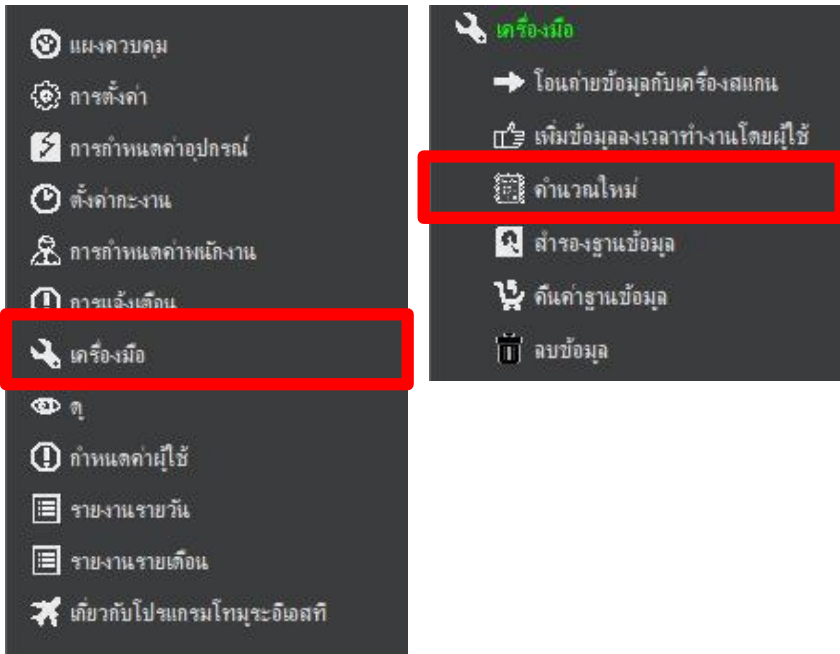 แผงควบคุม
การตั้งค่า
การกำหนดค่าอุปกรณ์
ตั้งค่ากะงาน
การกำหนดค่าพนักงาน
การแจ้งเตือน
เครื่องมือ
ดู
กำหนดค่าผู้ใช้
รายงานรายวัน
รายงานรายเดือน
เกี่ยวกับโปรแกรมโทมุระอีเอสที
เครื่องมือ
โอนถ่ายข้อมูลกับเครื่องสแกน
เพิ่มข้อมูลลงเวลาทำงานโดยผู้ใช้
คำนวณใหม่
สำรองฐานข้อมูล
คืนค่าฐานข้อมูล
ลบข้อมูล